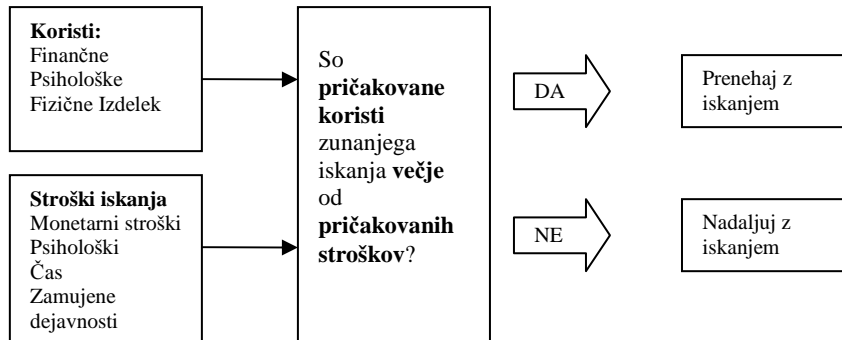 Koristi:
Finančne
Psihološke
Fizične Izdelek
Stroški iskanja
Monetarni stroški
Psihološki
Čas
Zamujene
dejavnosti
So
pričakovane
koristi
zunanjega
iskanja večje
od
pričakovanih
stroškov?
DA
Prenehaj z
iskanjem
NE
Nadaljuj z
iskanjem